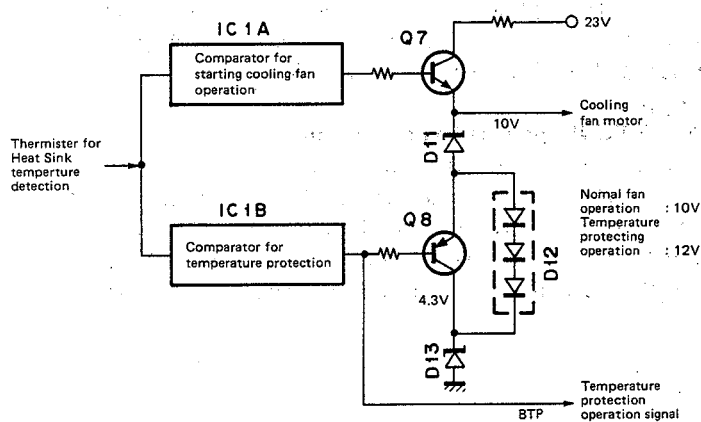 IC1A
Comparator for
starting cooling fan
operation
Q7
23V
10V
Cooling
fan motor
D11
Thermister for
Heat Sink
temperture
detection
IC1B
Comparator for
temperature protection
Q8
4.3V
D12
Nomal fan
operation : 10V
Temperature
protecting
operation : 12V
D13
BTP
Temperature
protection
operation signal